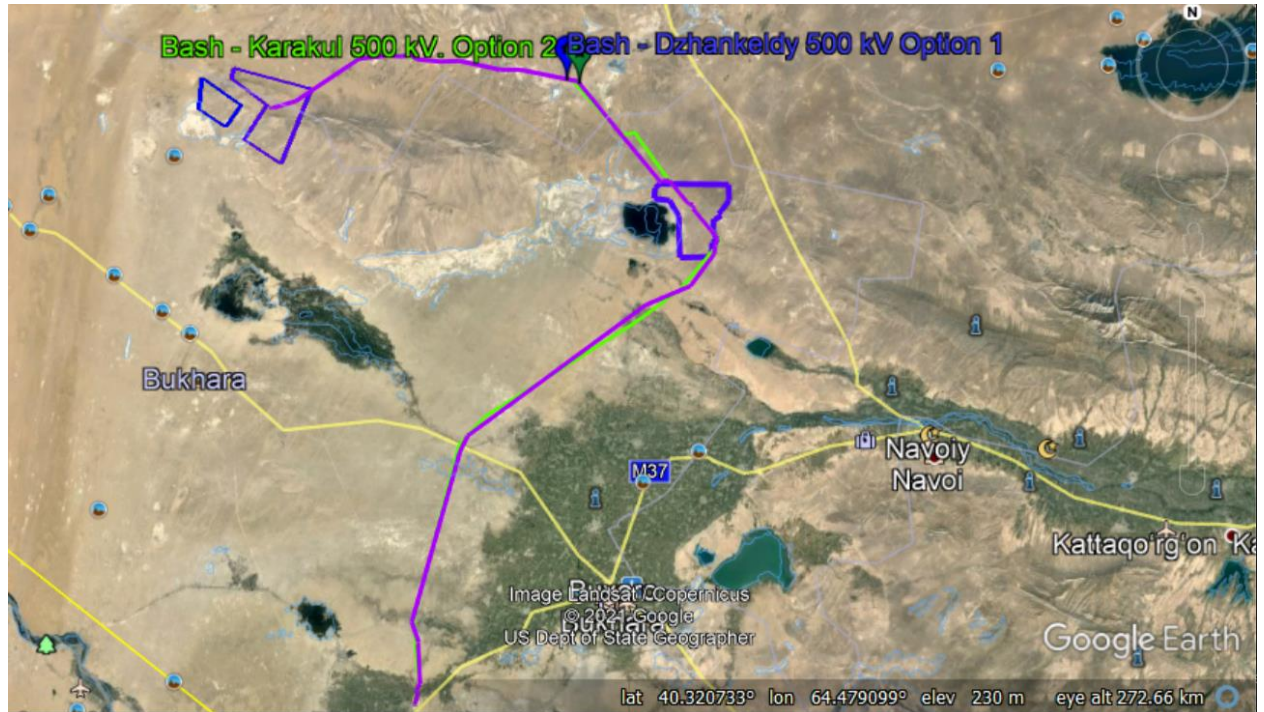 Bash - Karakul 500 kV. Option 2
Bash - Dzhankeldy 500 kV Option 1
N
Bukhara
M37
Navoiy
Navoi
Kattaqo'rg'on
Image Landsat / Copernicus
© 2021 Google
Bukhara
US Dept of State Geographer
Google Earth
lat 40.320733° lon 64.479099° elev 230 m eye alt 272.66 km